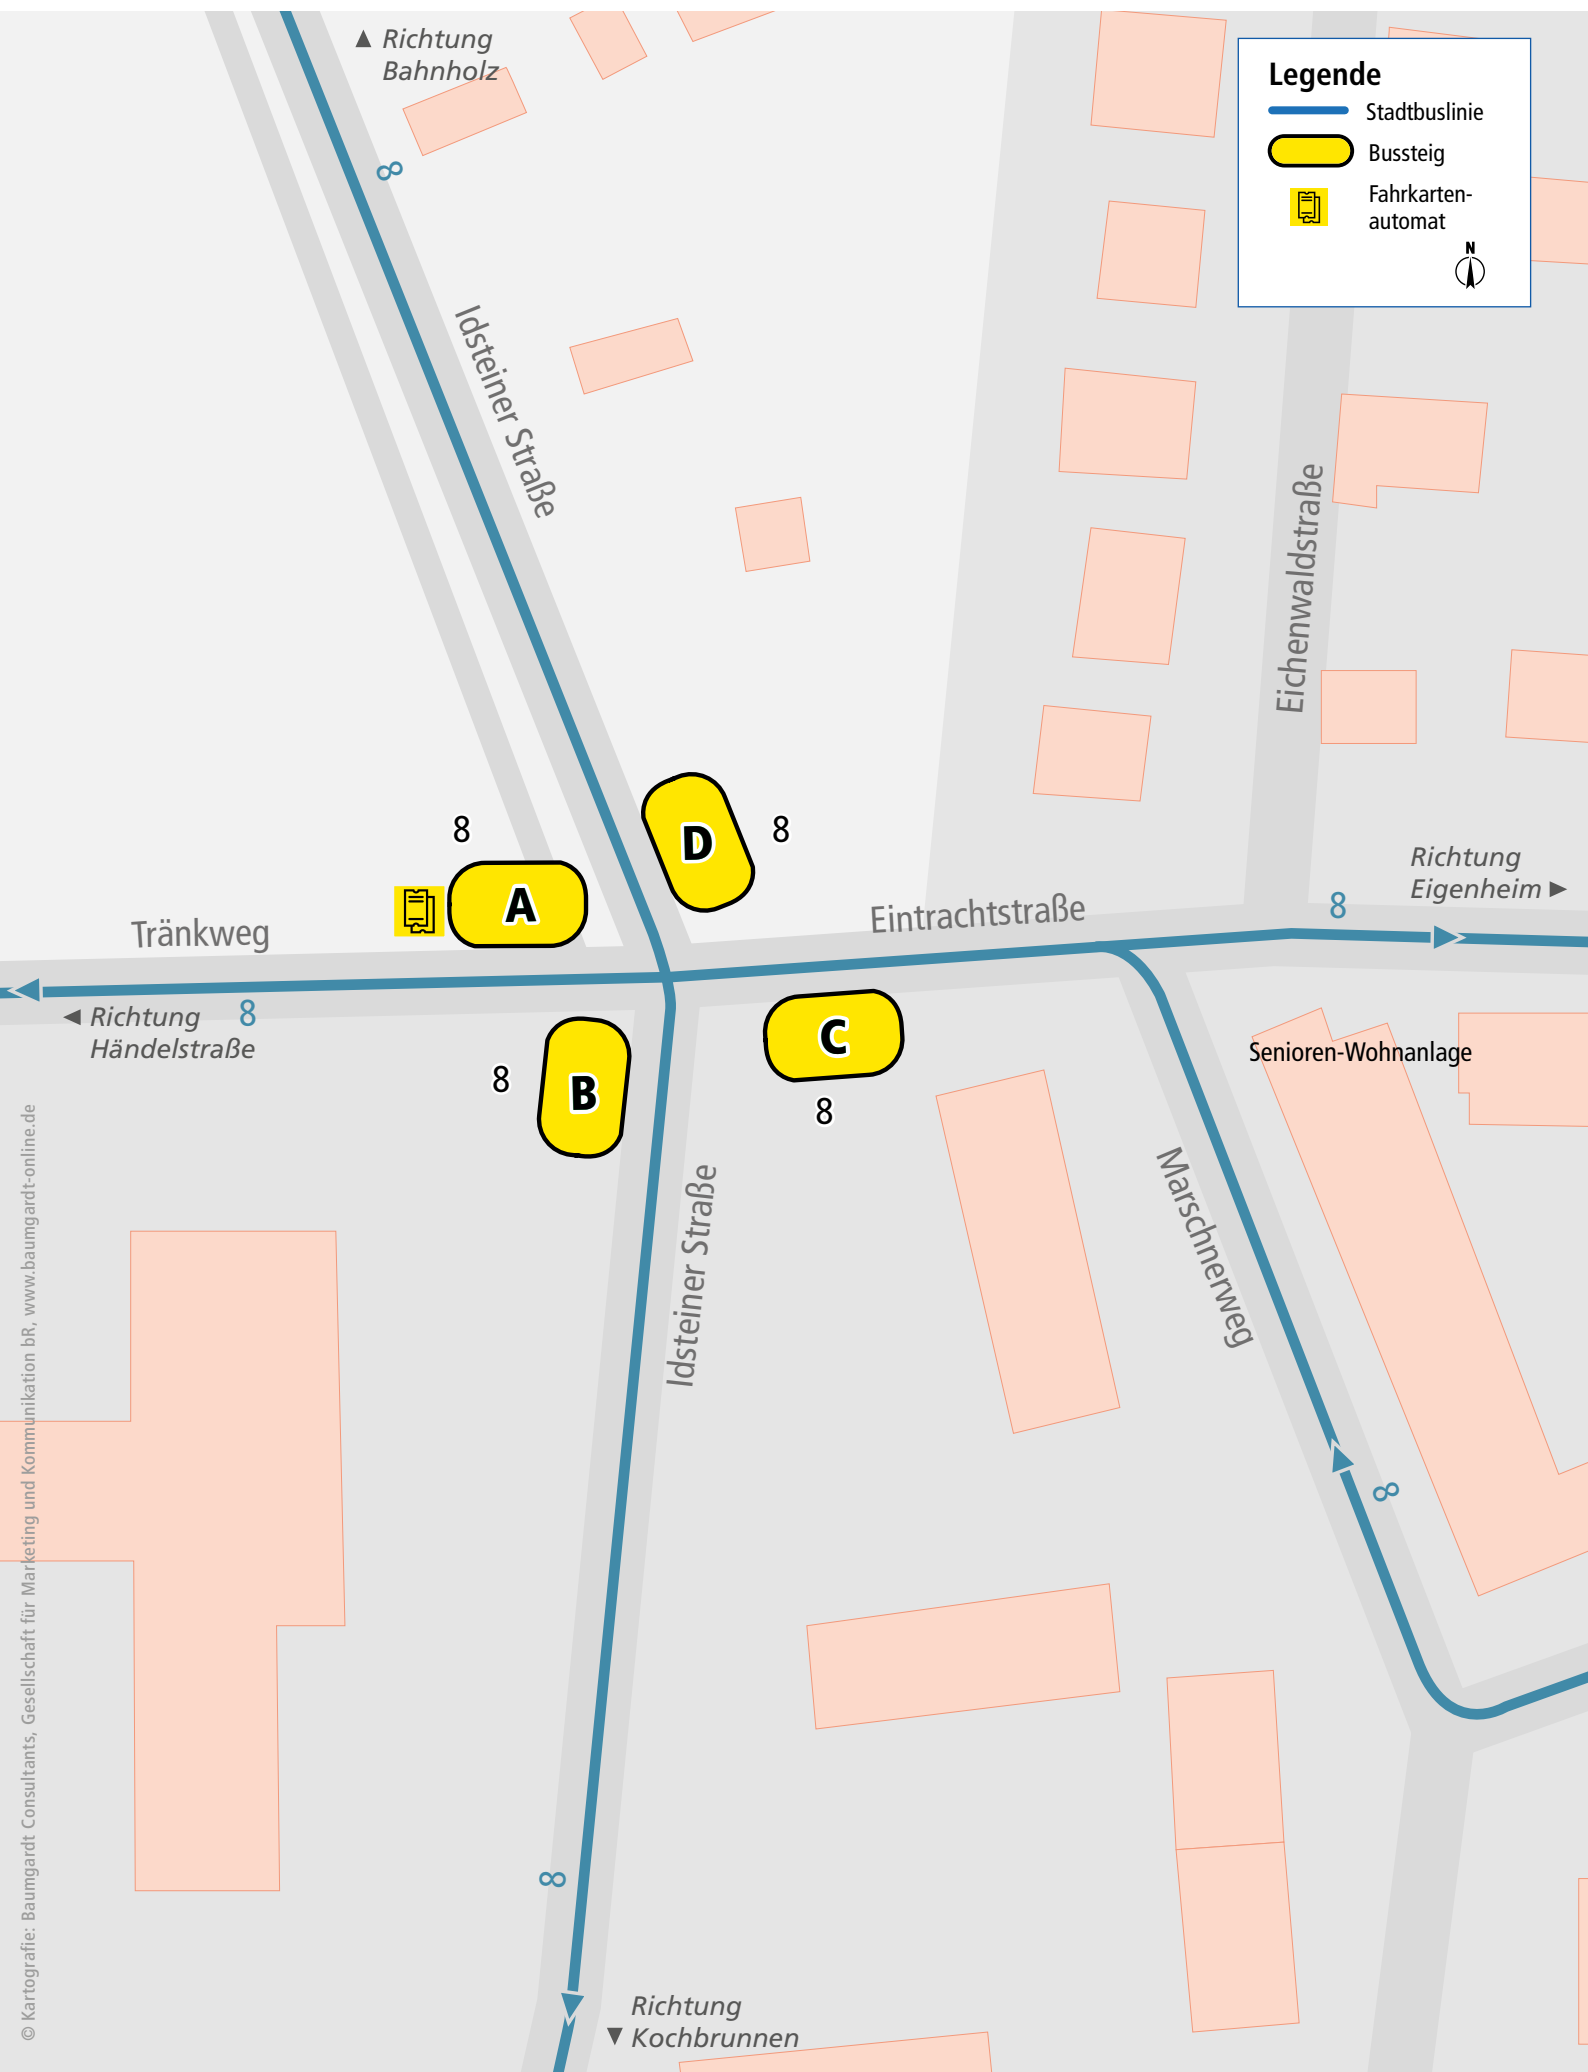 Richtung
Bahnholz
Legende
Stadtbuslinie
Bussteig
Fahrkarten-
automat
N
8
Idsteiner Straße
Eichenwaldstraße
8
D
8
A
Tränkweg
Eintrachtstraße
Richtung
Eigenheim
8
8
Richtung
Händelstraße
C
8
B
8
Senioren-Wohnanlage
Idsteiner Straße
Marschnerweg
8
8
Richtung
Kochbrunnen
© Kartografie: Baumgardt Consultants, Gesellschaft für Marketing und Kommunikation bR, www.baumgardt-online.de